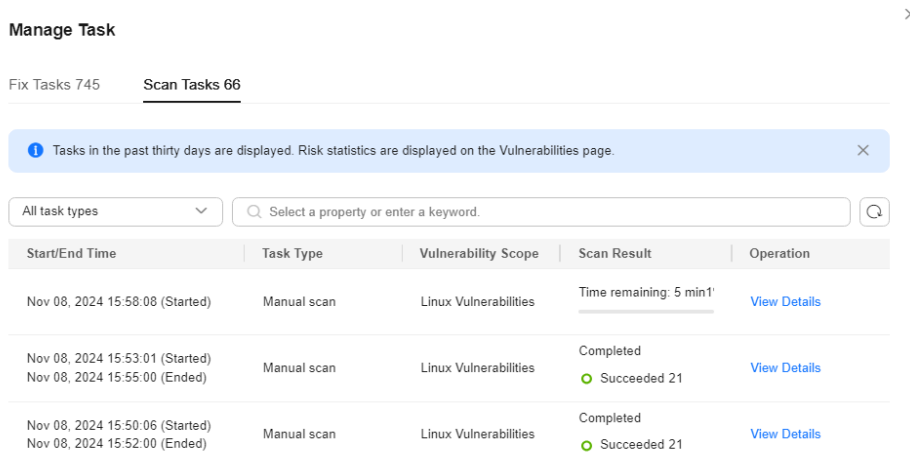 Manage Task
Fix Tasks 745 Scan Tasks 66
Tasks in the past thirty days are displayed. Risk statistics are displayed on the Vulnerabilities page.
All task types Select a property or enter a keyword.
Start/End Time Task Type Vulnerability Scope Scan Result Operation
Nov 08, 2024 15:58:08 (Started) Manual scan Linux Vulnerabilities Time remaining: 5 min1 View Details
Nov 08, 2024 15:53:01 (Started)
Nov 08, 2024 15:55:00 (Ended)
Manual scan Linux Vulnerabilities
Completed
Succeeded 21
View Details
Nov 08, 2024 15:50:06 (Started)
Nov 08, 2024 15:52:00 (Ended)
Manual scan Linux Vulnerabilities
Completed
Succeeded 21
View Details